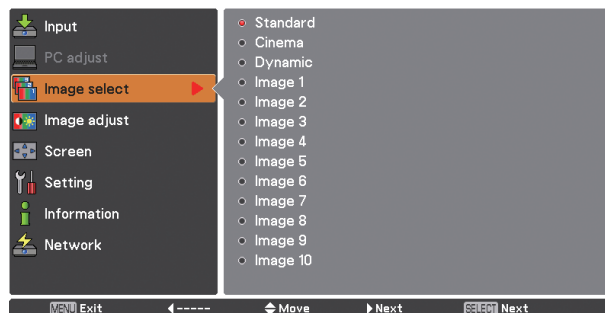 Input
PC adjust
Image select
Image adjust
Screen
Setting
Information
Network
Standard
Cinema
Dynamic
Image 1
Image 2
Image 3
Image 4
Image 5
Image 6
Image 7
Image 8
Image 9
Image 10
MENU Exit ----- Move Next SELECT Next